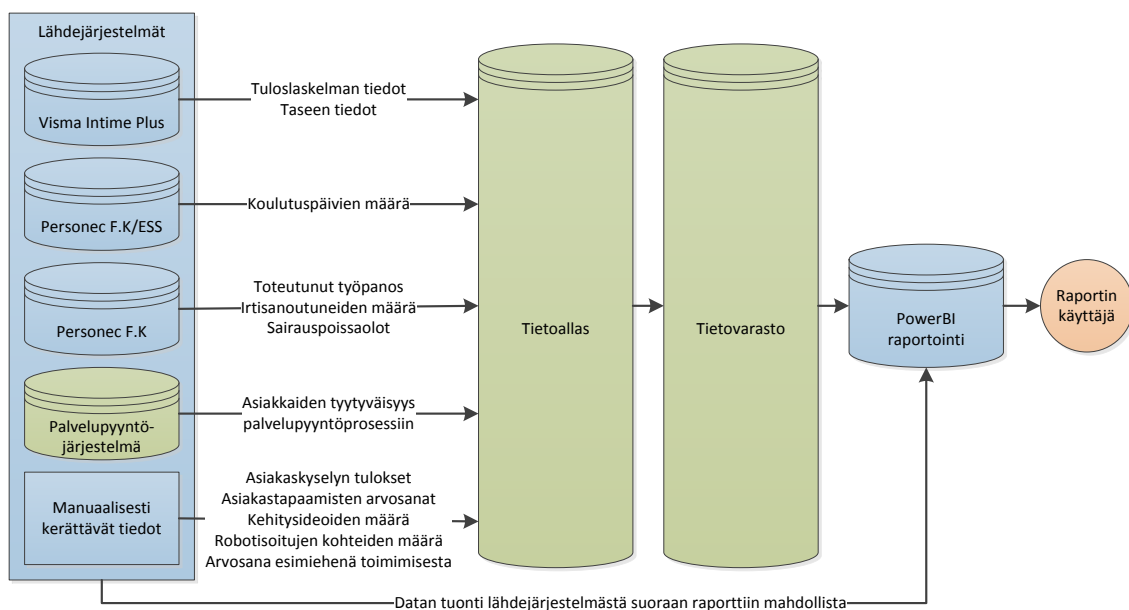 Lähdejärjestelmät
Visma Intime Plus
Tuloslaskelman tiedot
Taseen tiedot
Personec F.K/ESS
Koulutuspäivien määrä
Personec F.K
Toteutunut työpanos
Irtisanoutuneiden määrä
Sairauspoissaolot
Palvelupyyntö-
järjestelmä
Asiakkaiden tyytyväisyys
palvelupyyntöprosessiin
Manuaalisesti
kerättävät tiedot
Asiakaskyselyn tulokset
Asiakastapaamisten arvosanat
Kehitysideoiden määrä
Robotisoitujen kohteiden määrä
Arvosana esimiehenä toimimisesta
Tietoallas
Tietovarasto
PowerBI
raportointi
Raportin
käyttäjä
Datan tuonti lähdejärjestelmästä suoraan raporttiin mahdollista